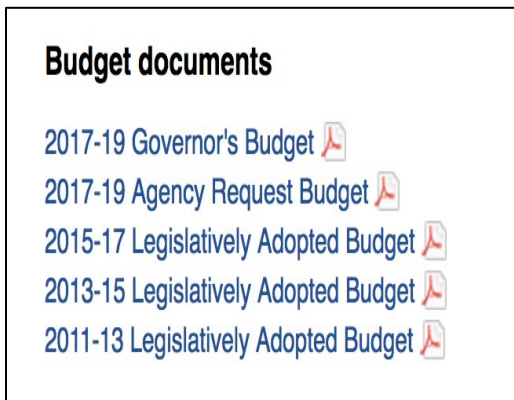 Budget documents
2017-19 Governor's Budget
2017-19 Agency Request Budget
2015-17 Legislatively Adopted Budget
2013-15 Legislatively Adopted Budget
2011-13 Legislatively Adopted Budget